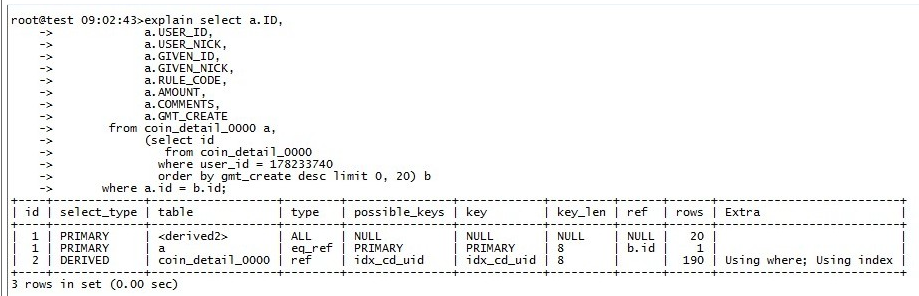 root@test 09:02:43>explain select a.ID,
    ->              a.USER_ID,
    ->              a.USER_NICK,
    ->              a.GIVEN_ID,
    ->              a.GIVEN_NICK,
    ->              a.RULE_CODE,
    ->              a.AMOUNT,
    ->              a.COMMENTS,
    ->              a.GMT_CREATE
    ->         from coin_detail_0000 a,
    ->              (select id
    ->                 from coin_detail_0000
    ->                where user_id = 178233740
    ->                order by gmt_create desc limit 0, 20) b
    ->        where a.id = b.id;
| id | select_type | table            | type   | possible_keys | key        | key_len | ref  | rows | Extra                    |
|  1 | PRIMARY     | <derived2>       | ALL    | NULL          | NULL       | NULL    | NULL |   20 |                          |
|  1 | PRIMARY     | a                | eq_ref | PRIMARY       | PRIMARY    | 8       | b.id |    1 |                          |
|  2 | DERIVED     | coin_detail_0000 | ref    | idx_cd_uid    | idx_cd_uid | 8       |      |  190 | Using where; Using index |
3 rows in set (0.00 sec)